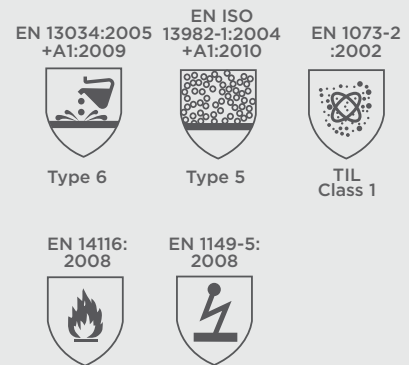 EN 13034:2005
+A1:2009
EN ISO
13982-1:2004
+A1:2010
EN 1073-2
:2002
Type 6
Type 5
TIL
Class 1
EN 14116:
2008
EN 1149-5:
2008